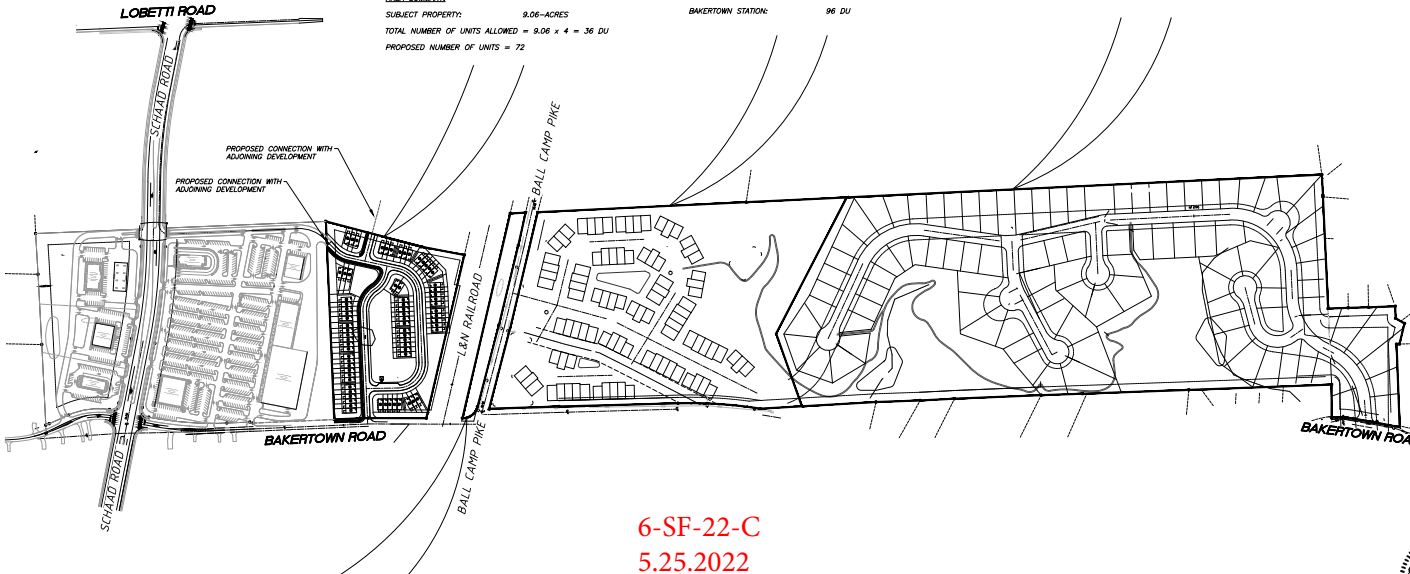 LOBETTI ROAD
SUBJECT PROPERTY: 9.06-ACRES
TOTAL NUMBER OF UNITS ALLOWED = 9.06 x 4 = 36 DU
PROPOSED NUMBER OF UNITS = 72
BAKERTOWN STATION: 96 DU
SCHAAD ROAD
PROPOSED CONNECTION WITH
ADJOINING DEVELOPMENT
PROPOSED CONNECTION WITH
ADJOINING DEVELOPMENT
BALL CAMP PIKE
L&N RAILROAD
BAKERTOWN ROAD
SCHAAD ROAD
BALL CAMP PIKE
BAKERTOWN ROA
6-SF-22-C
5.25.2022